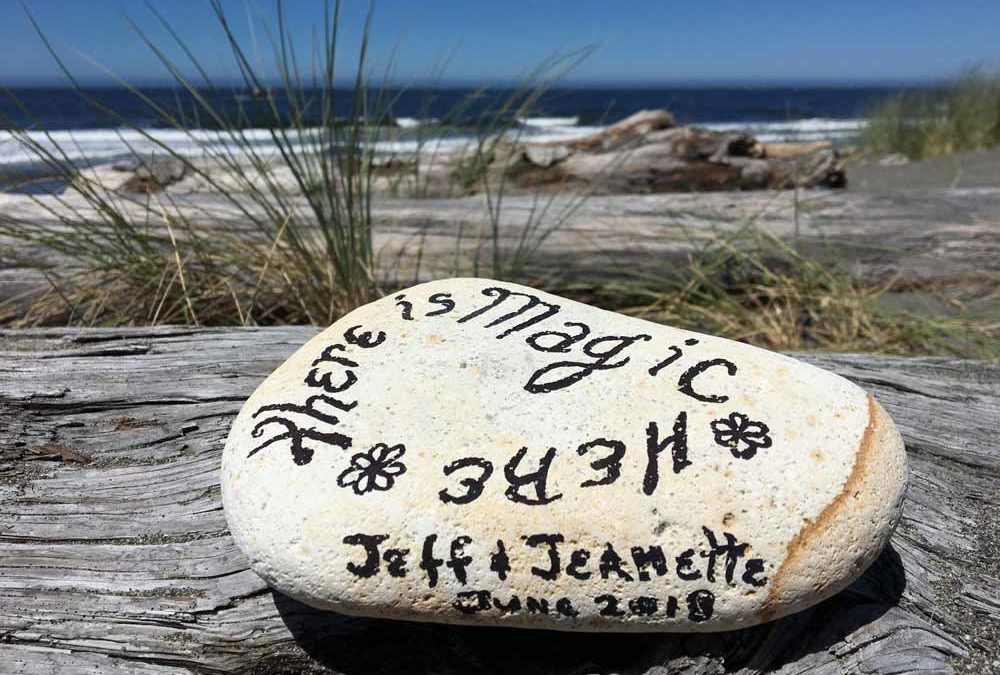 there is magic
HERE
Jeff & Jeanette
June 2018